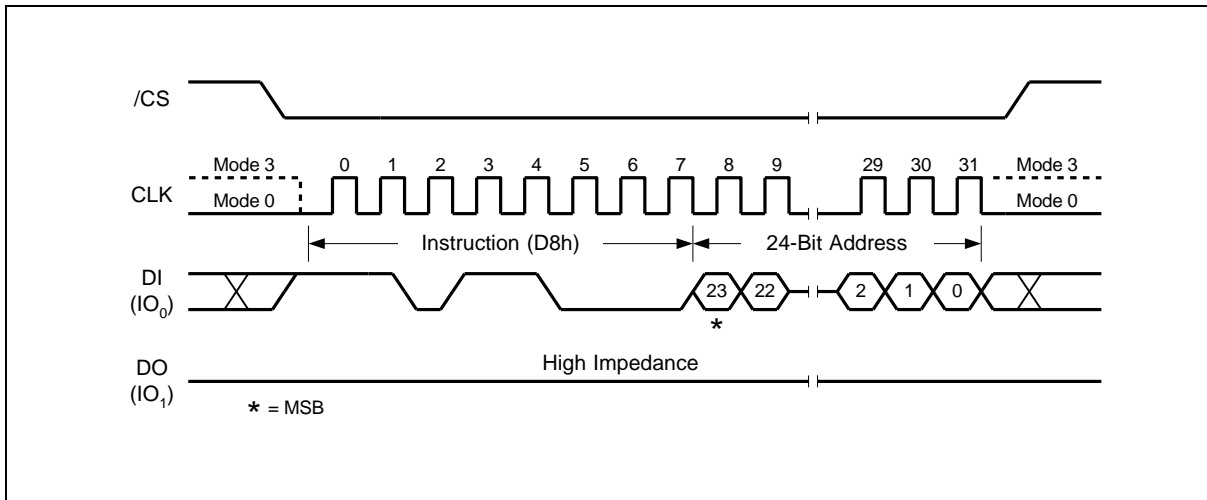 /CS
Mode 3 0 1 2 3 4 5 6 7 8 9 29 30 31 Mode 3
CLK
Mode 0 Mode 0
Instruction (D8h) 24-Bit Address
DI
(IO0)
23 22 2 1 0
*
High Impedance
DO
(IO1)
* = MSB